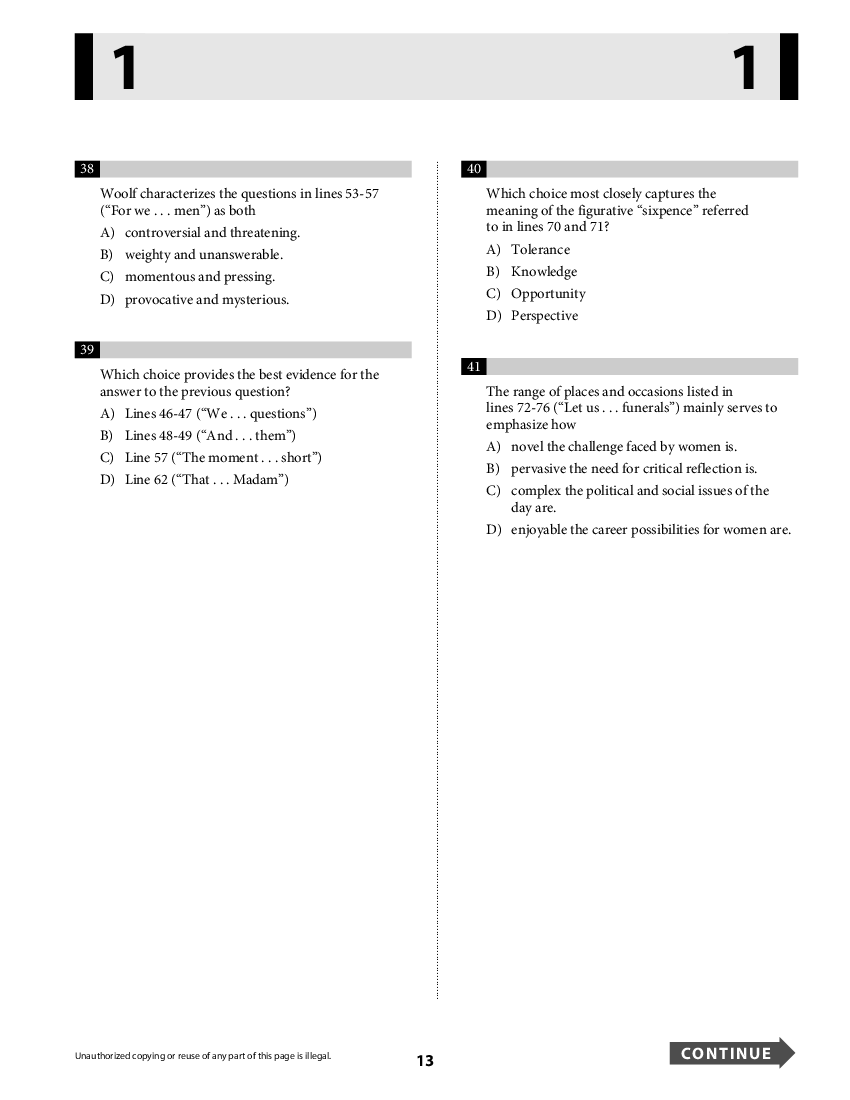 1
1
38
Woolf characterizes the questions in lines 53-57
(“For we . . . men”) as both
A) controversial and threatening.
B) weighty and unanswerable.
C) momentous and pressing.
D) provocative and mysterious.
39
Which choice provides the best evidence for the
answer to the previous question?
A) Lines 46-47 (“We . . . questions”)
B) Lines 48-49 (“And . . . them”)
C) Line 57 (“The moment . . . short”)
D) Line 62 (“That . . . Madam”)
40
Which choice most closely captures the
meaning of the figurative “sixpence” referred
to in lines 70 and 71?
A) Tolerance
B) Knowledge
C) Opportunity
D) Perspective
41
The range of places and occasions listed in
lines 72-76 (“Let us . . . funerals”) mainly serves to
emphasize how
A) novel the challenge faced by women is.
B) pervasive the need for critical reflection is.
C) complex the political and social issues of the
day are.
D) enjoyable the career possibilities for women are.
Unauthorized copying or reuse of any part of this page is illegal.
13
CONTINUE